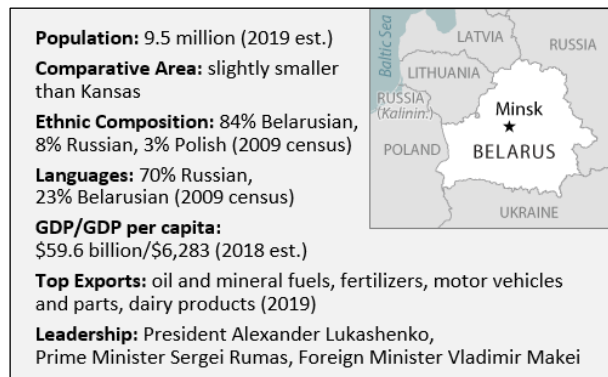 Population: 9.5 million (2019 est.)
Comparative Area: slightly smaller
than Kansas
Ethnic Composition: 84% Belarusian,
8% Russian, 3% Polish (2009 census)
Languages: 70% Russian,
23% Belarusian (2009 census)
GDP/GDP per capita:
$59.6 billion/$6,283 (2018 est.)
Top Exports: oil and mineral fuels, fertilizers, motor vehicles
and parts, dairy products (2019)
Leadership: President Alexander Lukashenko,
Prime Minister Sergei Rumas, Foreign Minister Vladimir Makei
Baltic Sea
LATVIA
RUSSIA
LITHUANIA
RUSSIA
(Kalinin.)
Minsk
POLAND
BELARUS
UKRAINE